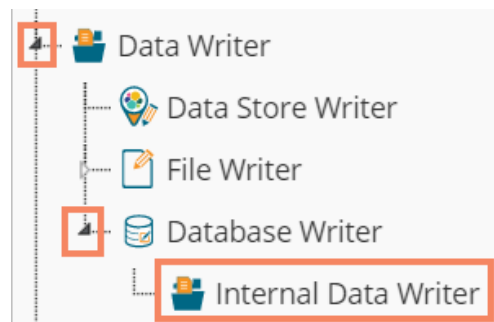 Data Writer
Data Store Writer
File Writer
Database Writer
Internal Data Writer